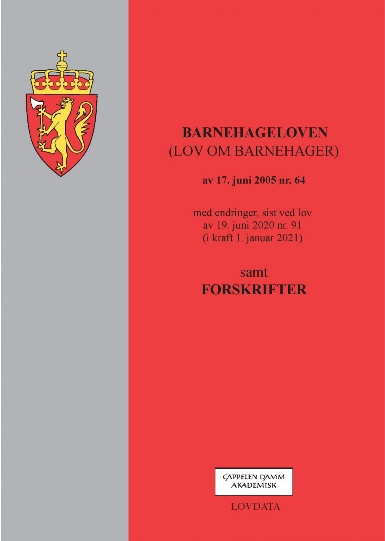 BARNEHAGELOVEN
(LOV OM BARNEHAGER)
av 17. juni 2005 nr. 64
med endringer, sist ved lov
av 19. juni 2020 nr. 91
(i kraft 1. januar 2021)
samt
FORSKRIFTER
CAPPELEN DAMM
AKADEMISK
LOVDATA